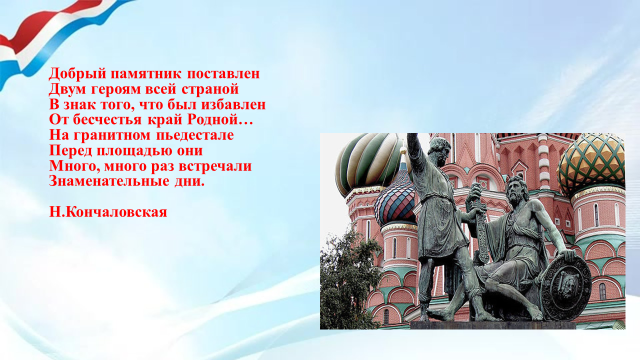 Добрый памятник поставлен
Двум героям всей страной
В знак того, что был избавлен
От бесчестья край Родной…
На гранитном пьедестале
Перед площадью они
Много, много раз встречали
Знаменательные дни.
Н.Кончаловская